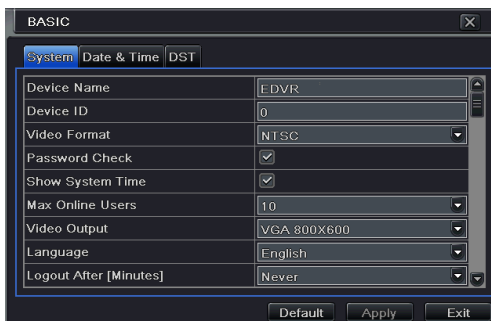 BASIC
System Date & Time DST
Device Name EDVR
Device ID 0
Video Format NTSC
Password Check
Show System Time
Max Online Users 10
Video Output VGA 800X600
Language English
Logout After [Minutes] Never
Default Apply Exit